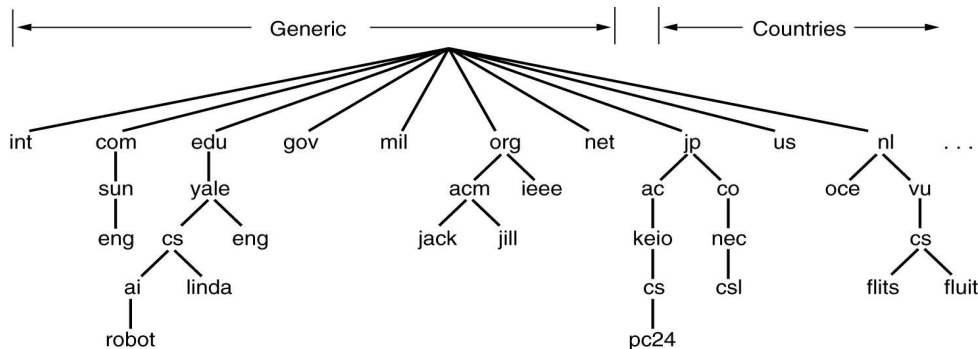 Generic Countries
int com edu gov mil org net jp us nl . . .
sun yale acm ieee ac co oce vu
eng cs eng jack jill keio nec cs
ai linda cs csl flits fluit
robot pc24